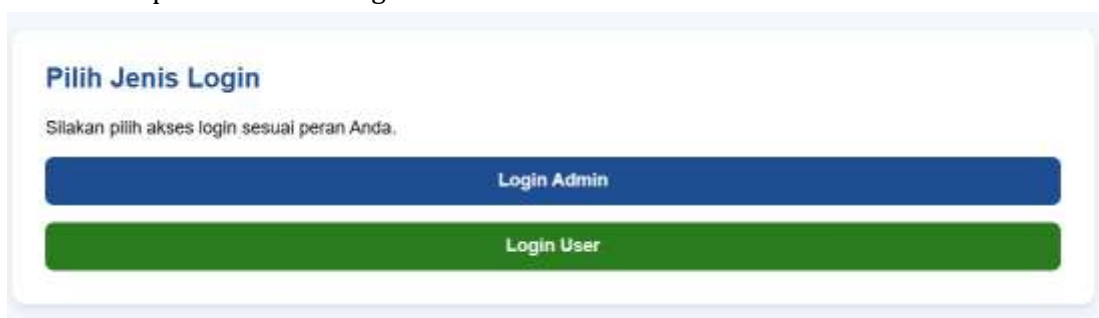 Pilih Jenis Login
Silakan pilih akses login sesuai peran Anda.
Login Admin
Login User